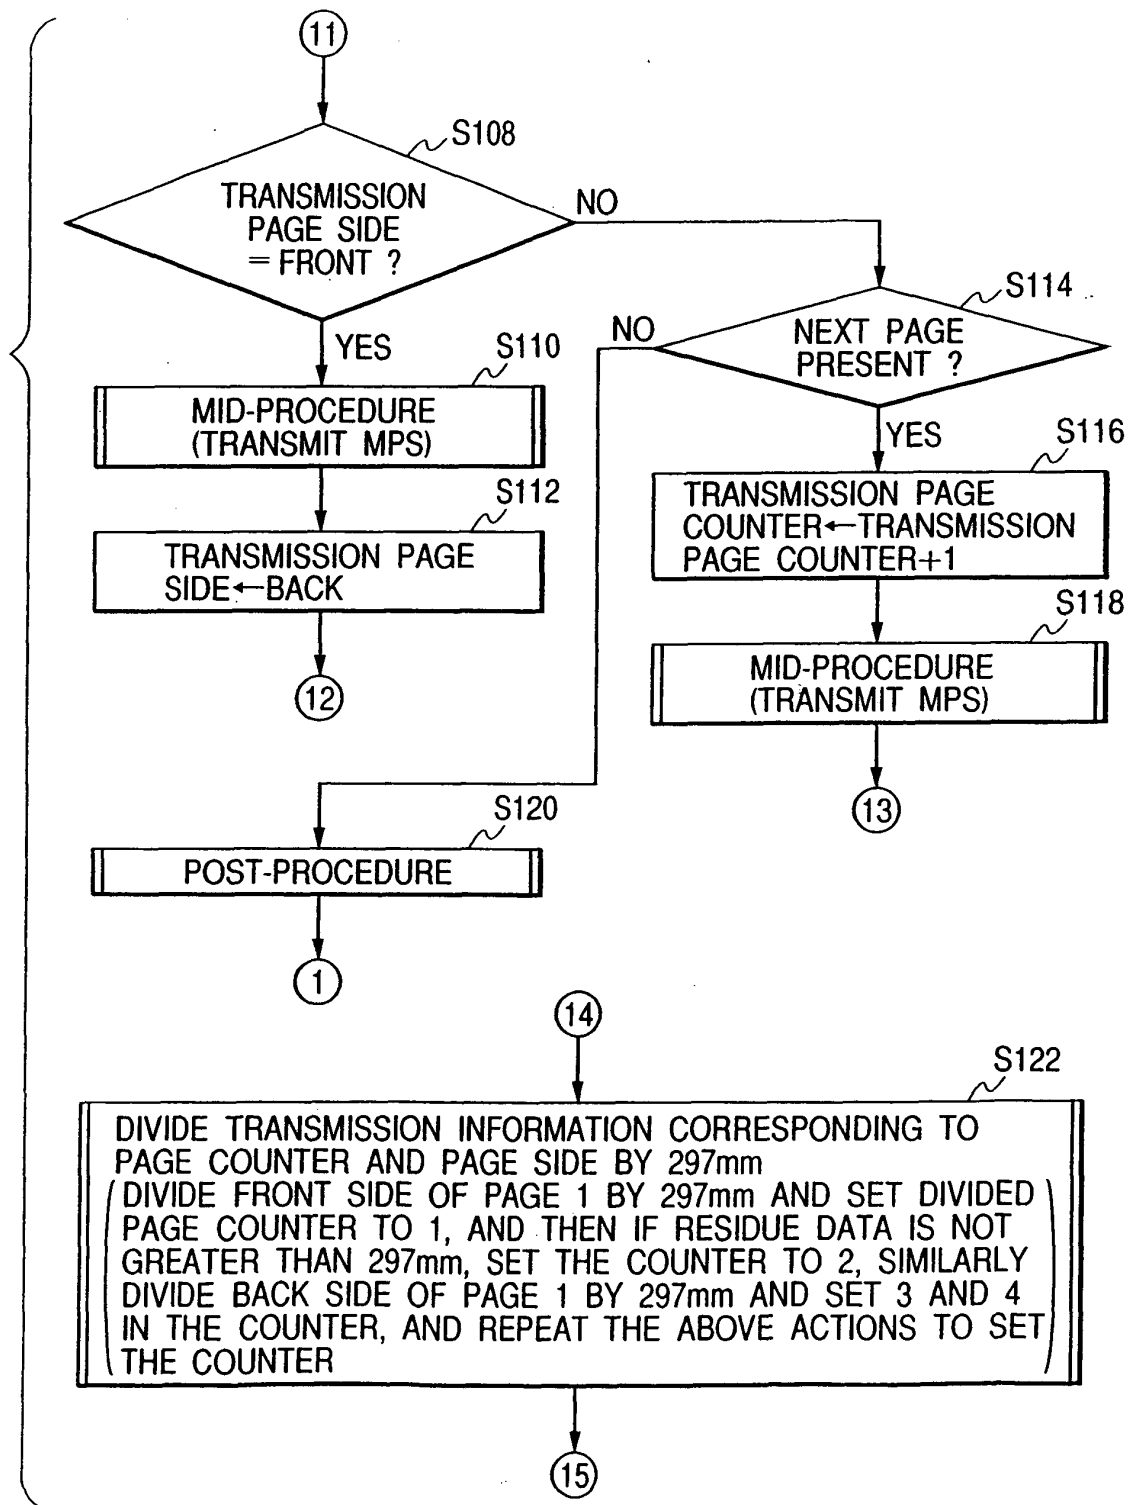 11
S108
TRANSMISSION
PAGE SIDE
= FRONT ?
NO
YES
S110
MID-PROCEDURE
(TRANSMIT MPS)
S112
TRANSMISSION PAGE
SIDE←BACK
12
S114
NEXT PAGE
PRESENT ?
NO
YES
S116
TRANSMISSION PAGE
COUNTER←TRANSMISSION
PAGE COUNTER+1
S118
MID-PROCEDURE
(TRANSMIT MPS)
13
S120
POST-PROCEDURE
1
14
S122
DIVIDE TRANSMISSION INFORMATION CORRESPONDING TO
PAGE COUNTER AND PAGE SIDE BY 297mm
(DIVIDE FRONT SIDE OF PAGE 1 BY 297mm AND SET DIVIDED
PAGE COUNTER TO 1, AND THEN IF RESIDUE DATA IS NOT
GREATER THAN 297mm, SET THE COUNTER TO 2, SIMILARLY
DIVIDE BACK SIDE OF PAGE 1 BY 297mm AND SET 3 AND 4
IN THE COUNTER, AND REPEAT THE ABOVE ACTIONS TO SET
THE COUNTER)
15